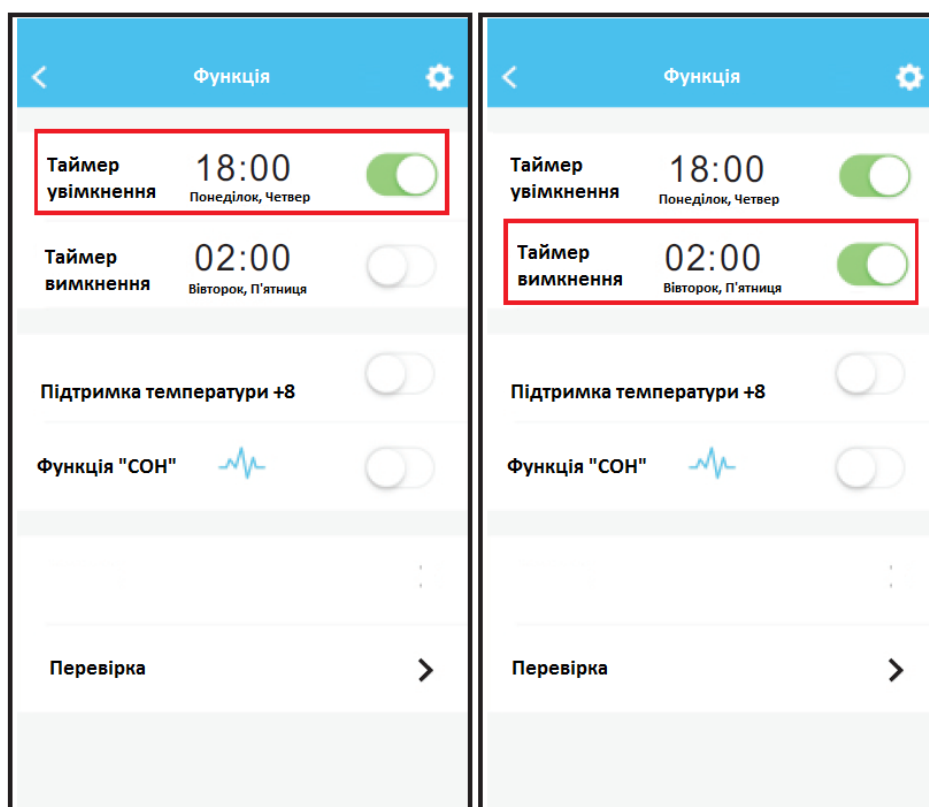 Функція
Таймер
увімкнення
18:00
Понеділок, Четвер
Таймер
вимкнення
02:00
Вівторок, П'ятниця
Підтримка температури +8
Функція "СОН"
Перевірка
Функція
Таймер
увімкнення
18:00
Понеділок, Четвер
Таймер
вимкнення
02:00
Вівторок, П'ятниця
Підтримка температури +8
Функція "СОН"
Перевірка